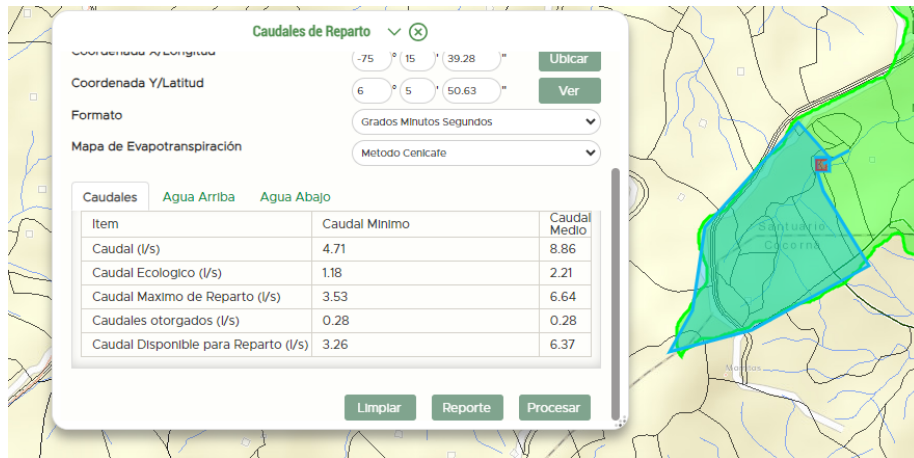 Caudales de Reparto
Coordenada X/Longitud -75 ° 15 ' 39.28 " Ubicar
Coordenada Y/Latitud 6 ° 5 ' 50.63 " Ver
Formato Grados Minutos Segundos
Mapa de Evapotranspiración Metodo Cenicafe
Caudales Agua Arriba Agua Abajo
Item Caudal Minimo Caudal Medio
Caudal (l/s) 4.71 8.86
Caudal Ecologico (l/s) 1.18 2.21
Caudal Maximo de Reparto (l/s) 3.53 6.64
Caudales otorgados (l/s) 0.28 0.28
Caudal Disponible para Reparto (l/s) 3.26 6.37
Limpiar Reporte Procesar
Santuario
Cocorna